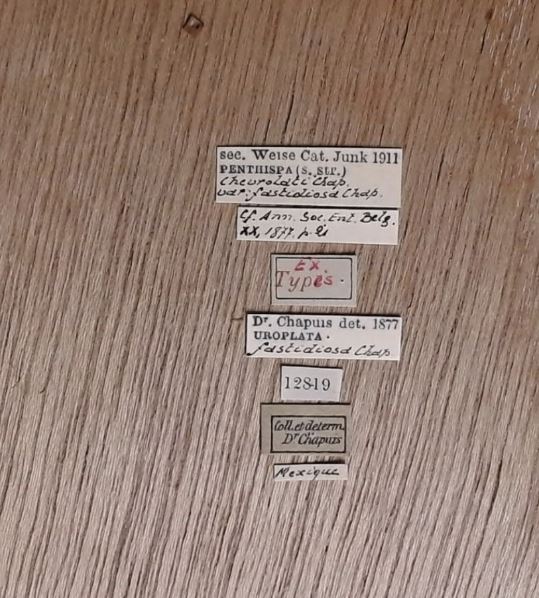 sec. Weise Cat. Junk 1911
PENTHISPA (s. str.)
Chevrolati Chap.
var: fastidiosa Chap.
Cf. Ann. Soc. Ent. Belg.
XX, 1877. p.
Ex.
Types.
Dr. Chapuis det. 1877
UROPLATA.
fastidiosa Chap.
12819
Coll. et determ.
Dr Chapuis
Mexique